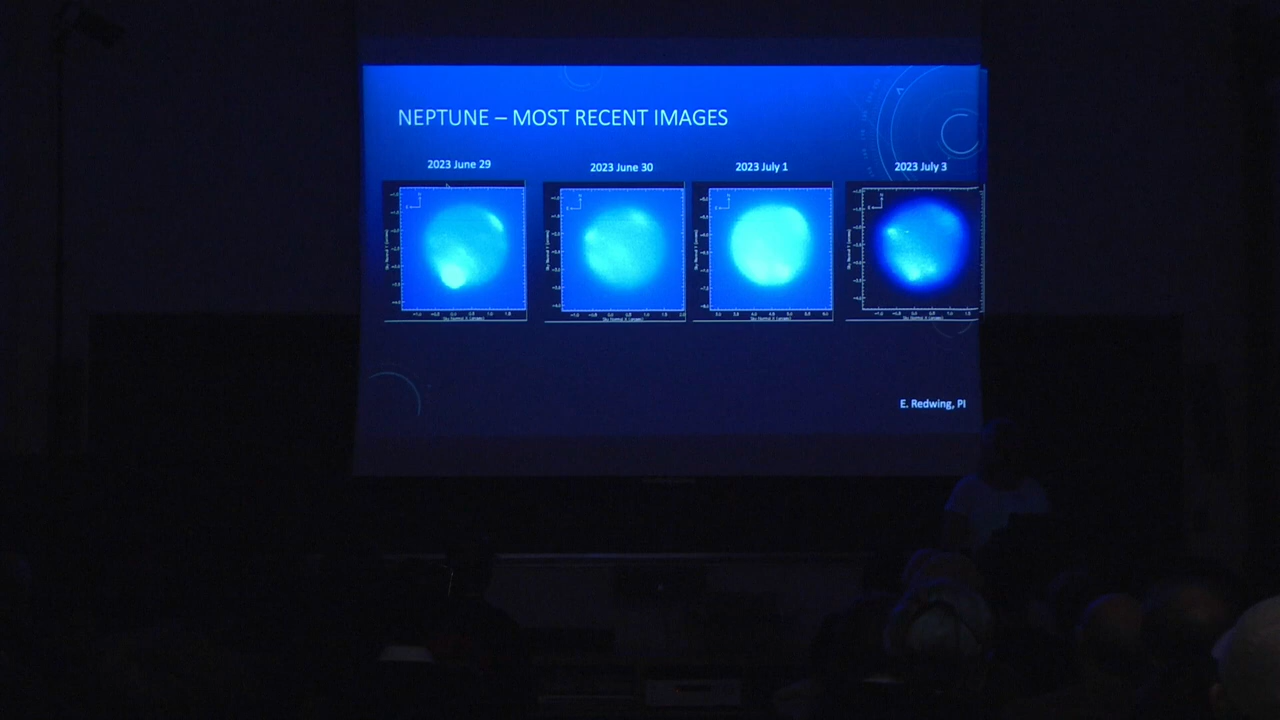 NEPTUNE – MOST RECENT IMAGES
2023 June 29
2023 June 30
2023 July 1
2023 July 3
E. Redwing, PI